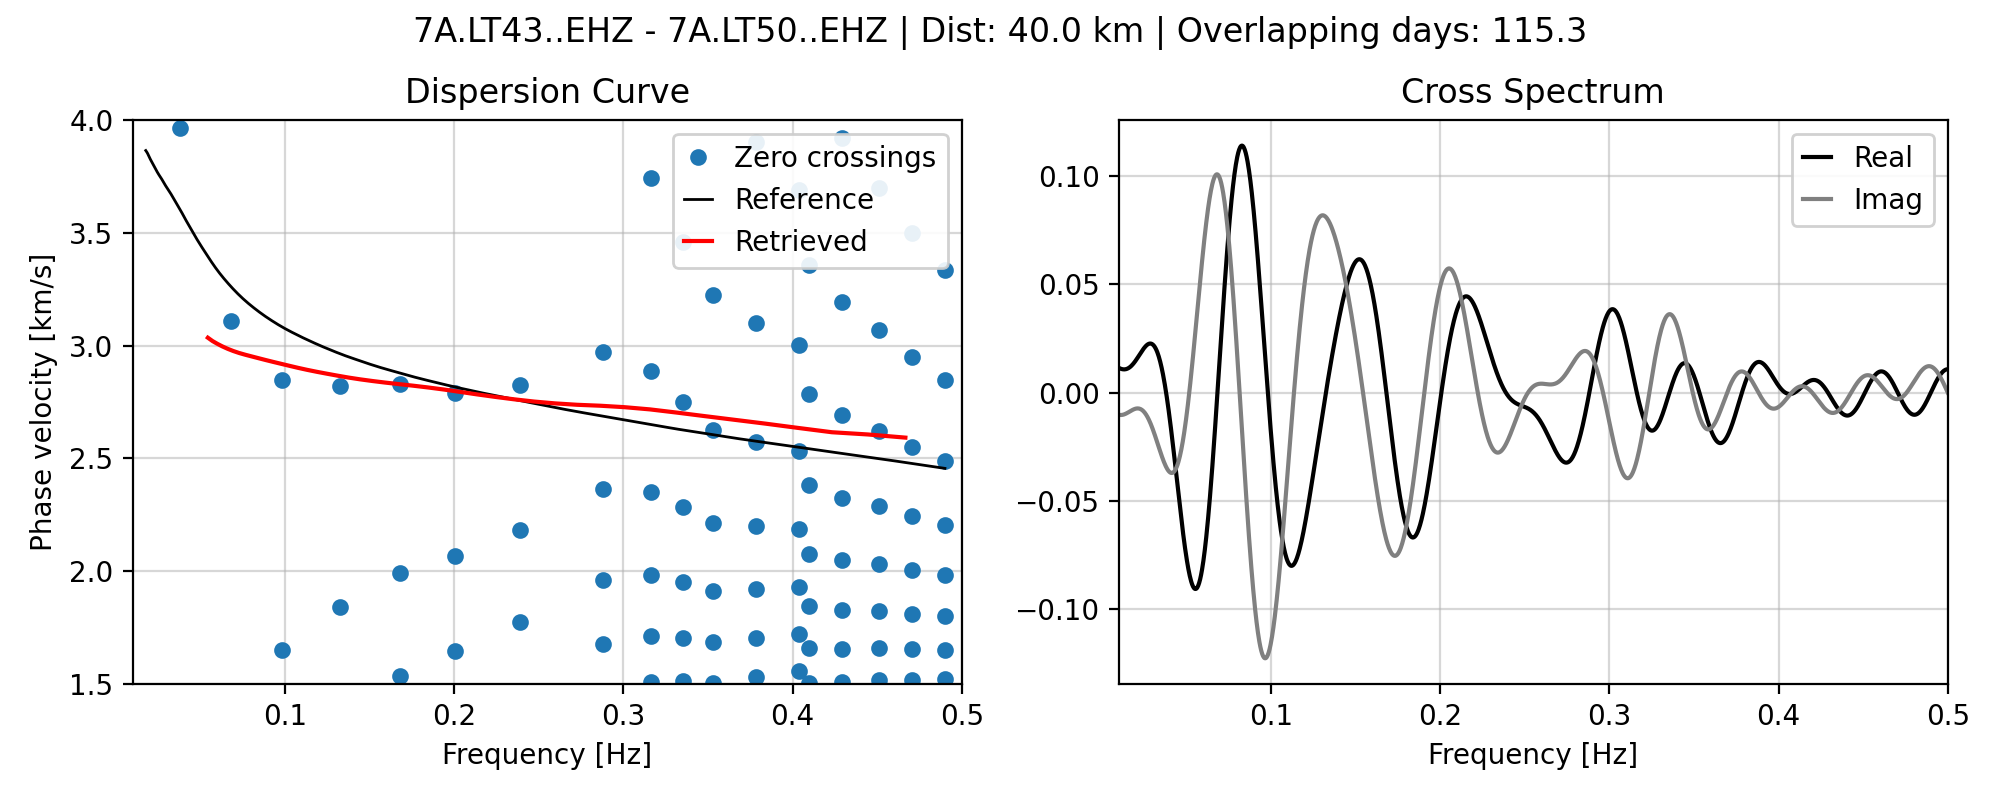 7A.LT43..EHZ - 7A.LT50..EHZ | Dist: 40.0 km | Overlapping days: 115.3
Dispersion Curve
4.0
3.5
3.0
2.5
2.0
1.5
Phase velocity [km/s]
0.1
0.2
0.3
0.4
0.5
Frequency [Hz]
Zero crossings
Reference
Retrieved
Cross Spectrum
0.10
0.05
0.00
−0.05
−0.10
0.1
0.2
0.3
0.4
0.5
Frequency [Hz]
Real
Imag